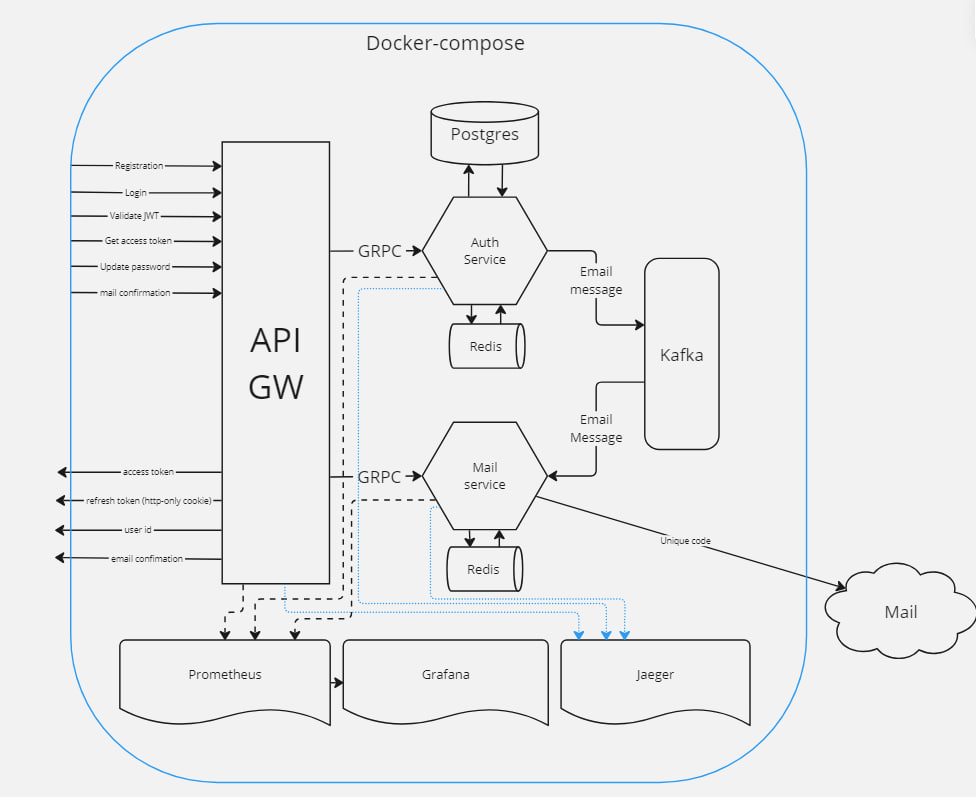 Docker-compose
Postgres
Registration
Login
Validate JWT
Get access token
Update password
mail confirmation
API
GW
GRPC
Auth
Service
Email
message
Redis
Kafka
Email
Message
GRPC
Mail
service
access token
refresh token (http-only cookie)
user id
email confimation
Unique code
Redis
Mail
Prometheus
Grafana
Jaeger